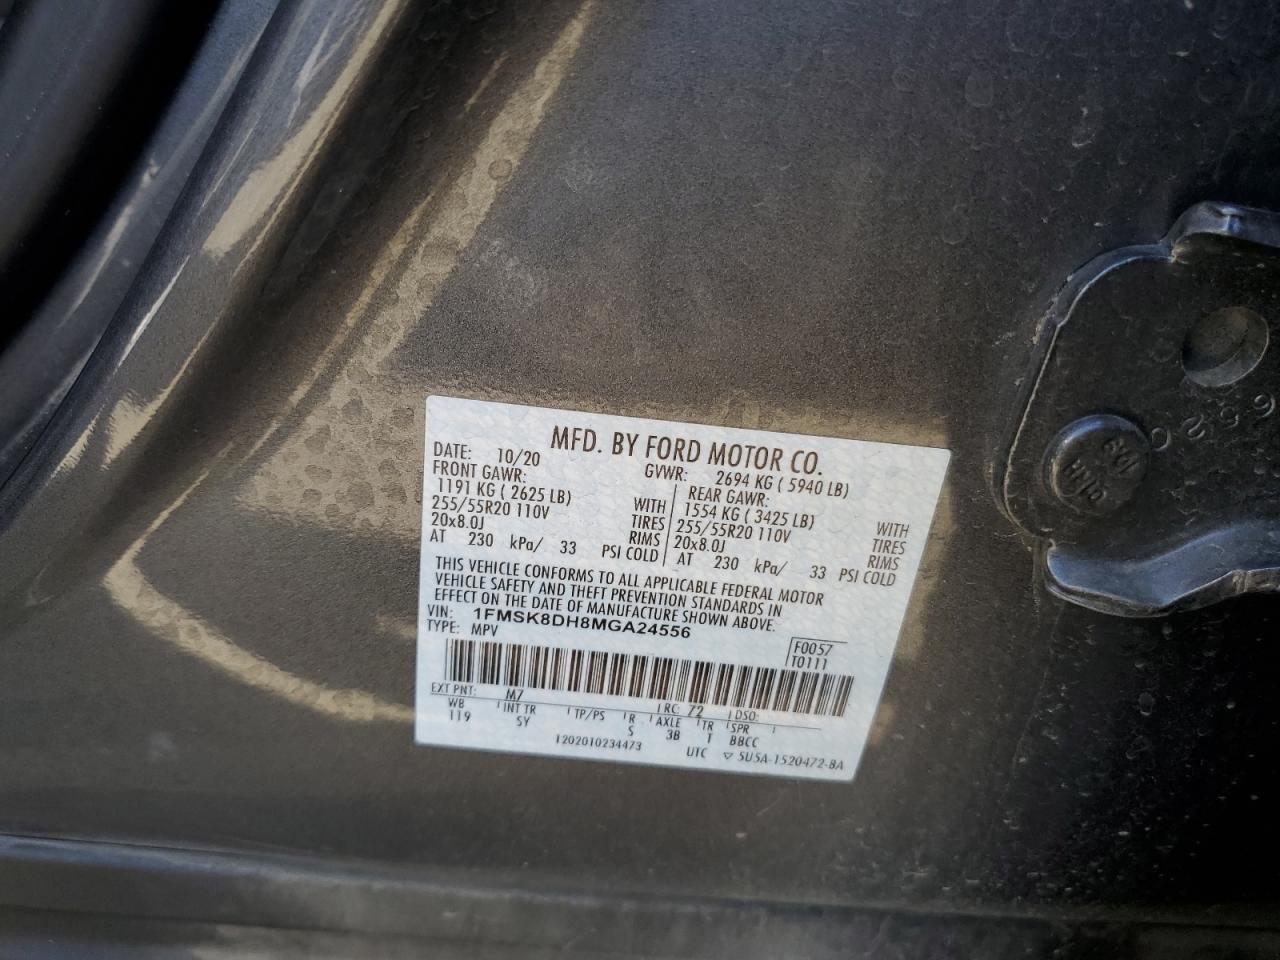 MFD. BY FORD MOTOR CO.
DATE: 10/20 GVWR: 2694 KG ( 5940 LB)
FRONT GAWR: REAR GAWR:
1191 KG ( 2625 LB) WITH 1554 KG ( 3425 LB) WITH
255/55R20 110V TIRES 255/55R20 110V TIRES
20x8.0J RIMS 20x8.0J RIMS
AT 230 kPa/ 33 PSI COLD AT 230 kPa/ 33 PSI COLD
THIS VEHICLE CONFORMS TO ALL APPLICABLE FEDERAL MOTOR
VEHICLE SAFETY AND THEFT PREVENTION STANDARDS IN
EFFECT ON THE DATE OF MANUFACTURE SHOWN ABOVE.
VIN: 1FMSK8DH8MGA24556
TYPE: MPV
F0057
T0111
EXT PNT: M7 RC: 72 DSO:
WB INT TR TP/PS R AXLE TR SPR
119 SY S 3B T BBCC
1202010234473 UTC ▽ 5U5A-1520472-BA